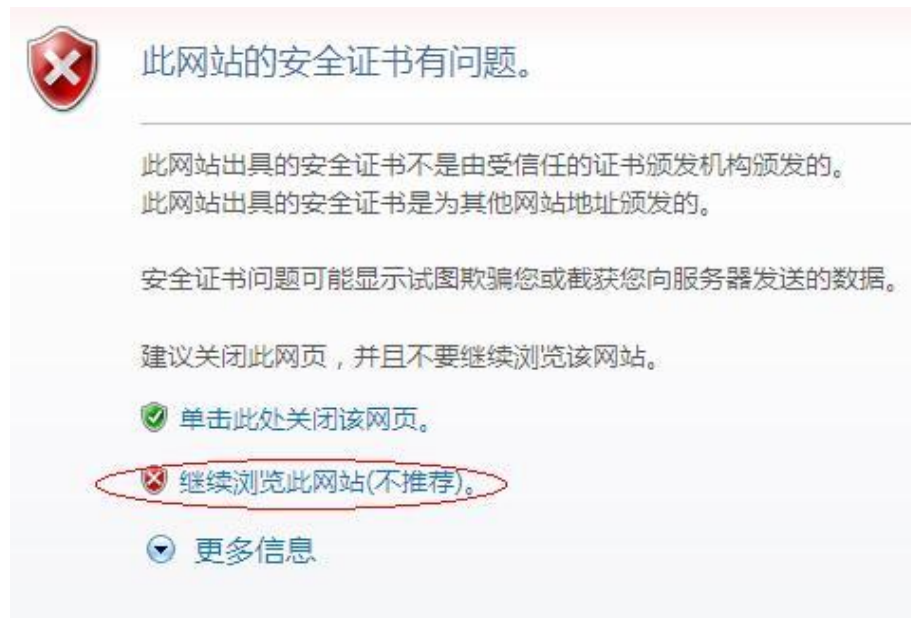 此网站的安全证书有问题。
此网站出具的安全证书不是由受信任的证书颁发机构颁发的。
此网站出具的安全证书是为其他网站地址颁发的。
安全证书问题可能显示试图欺骗您或截获您向服务器发送的数据。
建议关闭此网页，并且不要继续浏览该网站。
单击此处关闭该网页。
继续浏览此网站(不推荐)。
更多信息